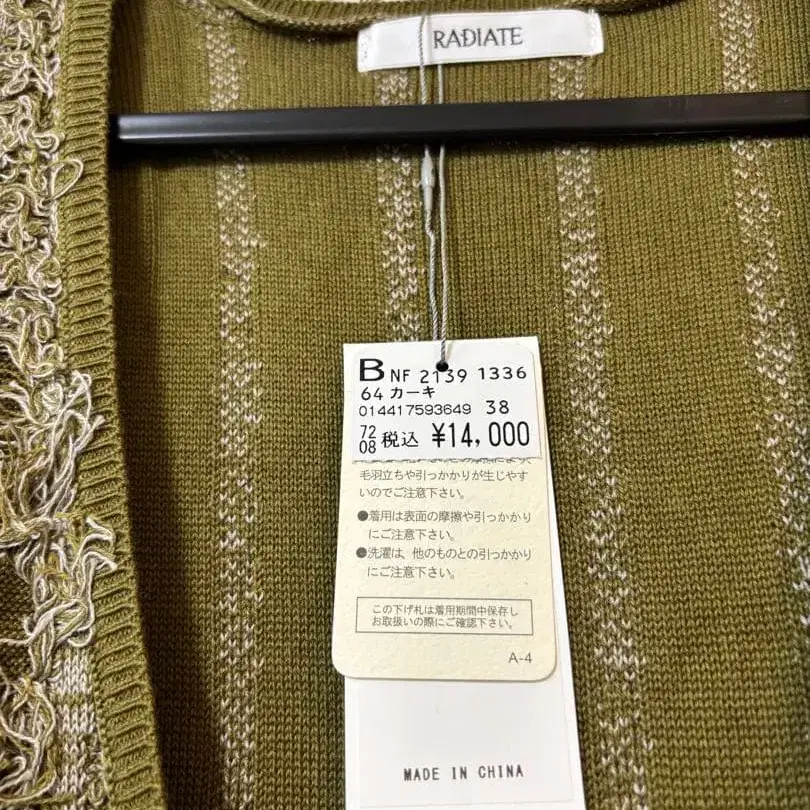 RADIATE
B NF 2139 1336
64 カーキ
014417593649 38
72
08 税込 ¥14,000
毛羽立ちや引っかかりが生じやす
いのでご注意下さい。
●着用は表面の摩擦や引っかかり
にご注意下さい。
●洗濯は、他のものとの引っかかり
にご注意下さい。
この下げ札は着用期間中保存し
お取扱いの際にご確認下さい。
A-4
MADE IN CHINA